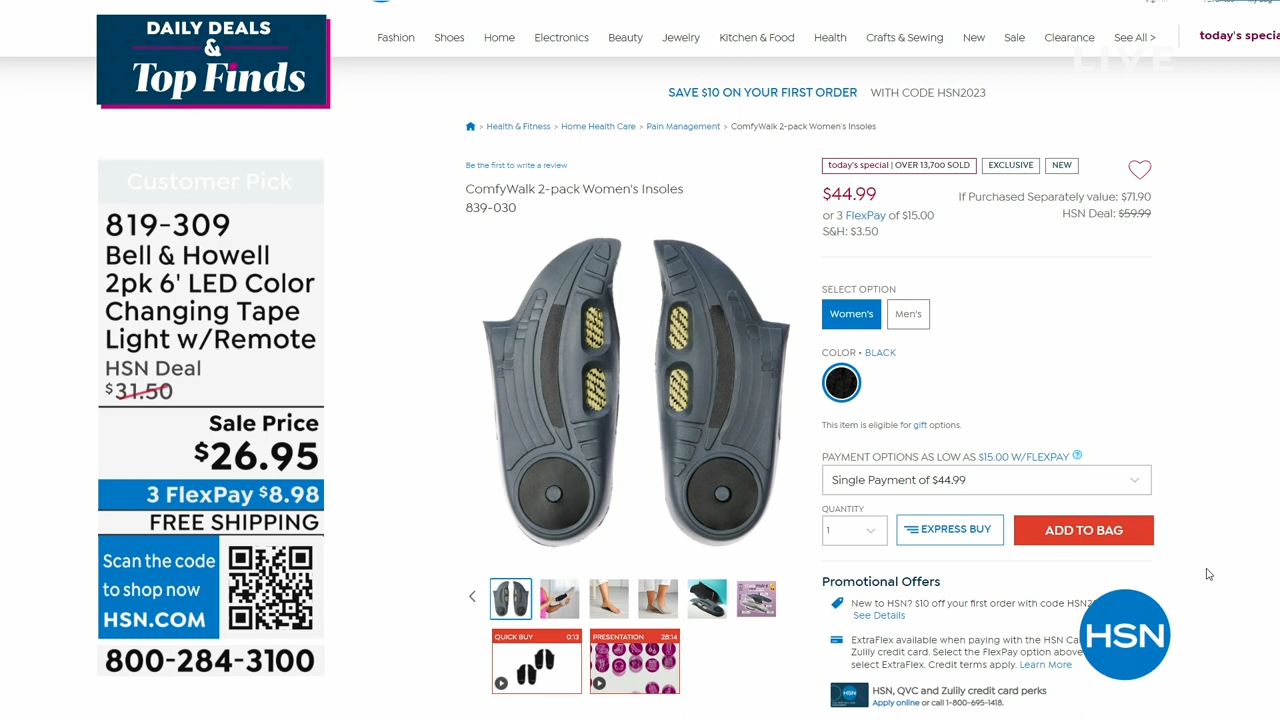 DAILY DEALS
&
Top Finds
Fashion Shoes Home Electronics Beauty Jewelry Kitchen & Food Health Crafts & Sewing New Sale Clearance See All >
LIVE
SAVE $10 ON YOUR FIRST ORDER WITH CODE HSN2023
> Health & Fitness > Home Health Care > Pain Management > ComfyWalk 2-pack Women's Insoles
Customer Pick
819-309
Bell & Howell
2pk 6' LED Color
Changing Tape
Light w/Remote
HSN Deal
$31.50
Sale Price
$26.95
3 FlexPay $8.98
FREE SHIPPING
Scan the code
to shop now
HSN.COM
800-284-3100
Be the first to write a review
ComfyWalk 2-pack Women's Insoles
839-030
QUICK BUY 0:13
PRESENTATION 28:14
today's special | OVER 13,700 SOLD EXCLUSIVE NEW
$44.99 If Purchased Separately value: $71.90
or 3 FlexPay of $15.00 HSN Deal: $59.99
S&H: $3.50
SELECT OPTION
Women's Men's
COLOR • BLACK
This item is eligible for gift options.
PAYMENT OPTIONS AS LOW AS $15.00 W/FLEXPAY
Single Payment of $44.99
QUANTITY
1 EXPRESS BUY ADD TO BAG
Promotional Offers
New to HSN? $10 off your first order with code
See Details
ExtraFlex available when paying with the HSN
Zulily credit card. Select the FlexPay option above
select ExtraFlex. Credit terms apply. Learn More
HSN
HSN, QVC and Zulily credit card perks
Apply online or call 1-800-695-1418.